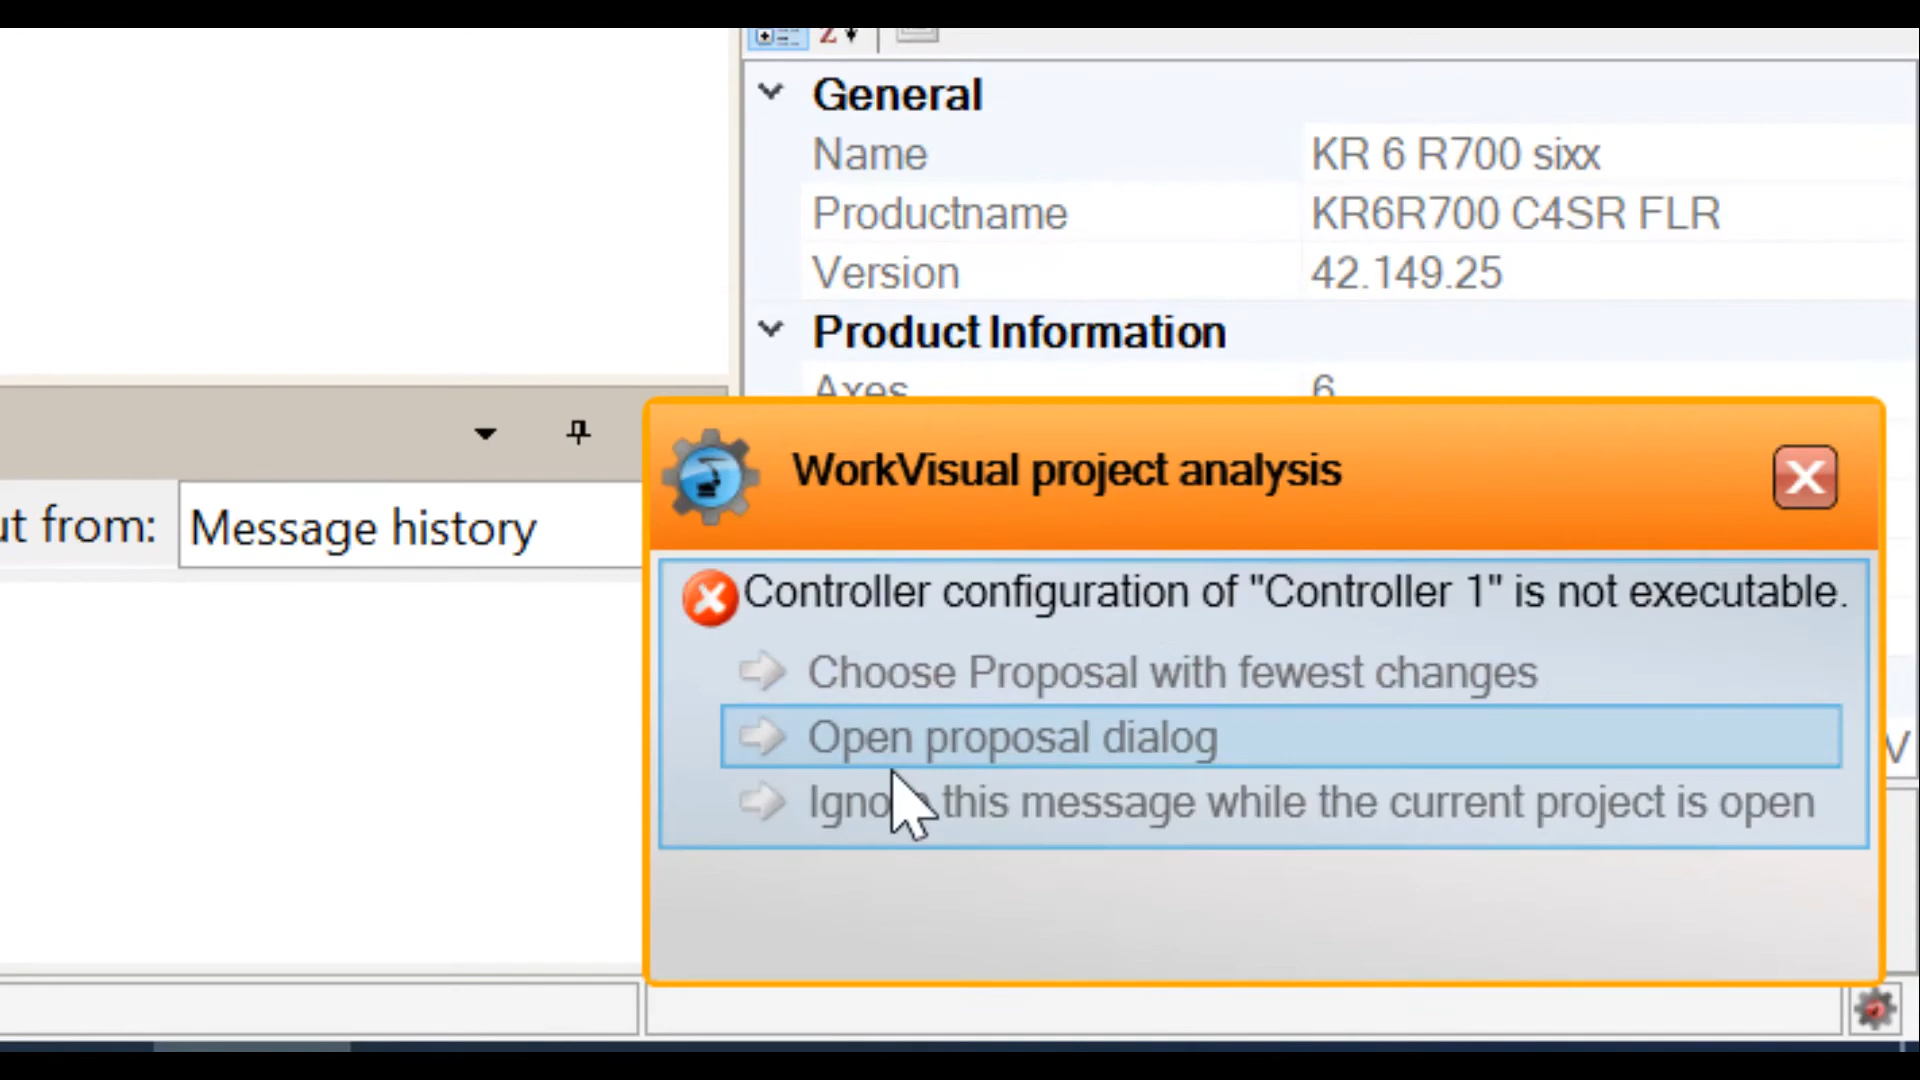 General
Name KR 6 R700 sixx
Productname KR6R700 C4SR FLR
Version 42.149.25
Product Information
Axes 6
WorkVisual project analysis
ut from: Message history
Controller configuration of "Controller 1" is not executable.
Choose Proposal with fewest changes
Open proposal dialog
V
this message while the current project is open